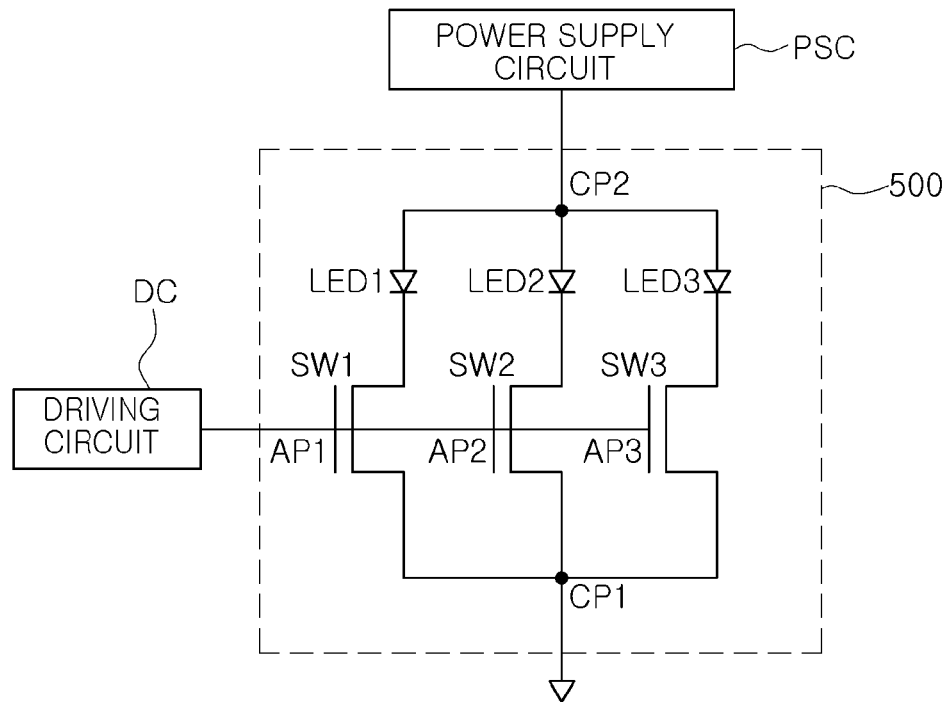 POWER SUPPLY
CIRCUIT
PSC
CP2
500
LED1
LED2
LED3
DC
SW1
SW2
SW3
DRIVING
CIRCUIT
AP1
AP2
AP3
CP1